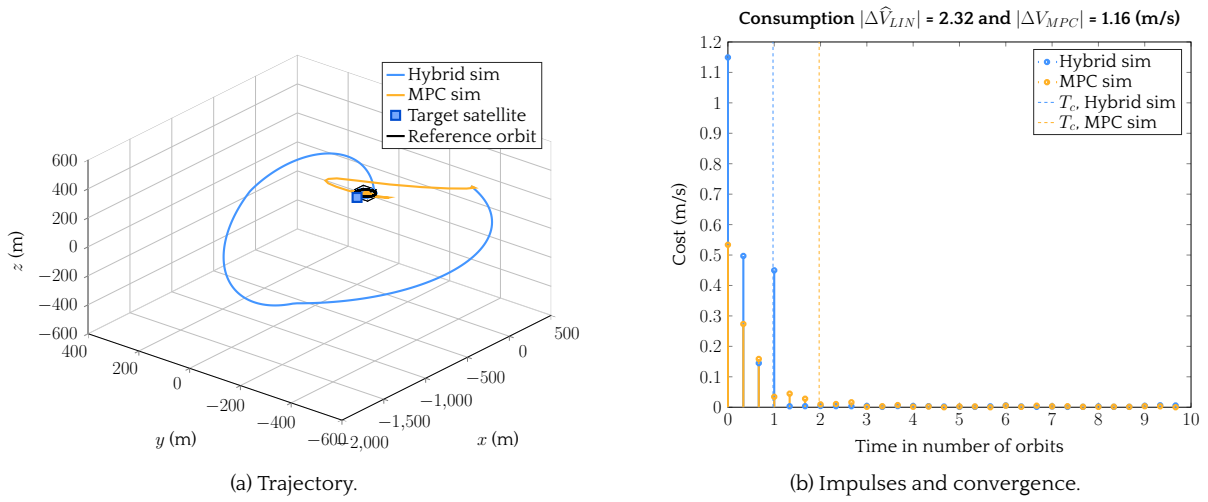 Consumption |ΔV̂_LIN| = 2.32 and |ΔV_MPC| = 1.16 (m/s)
Hybrid sim
MPC sim
Target satellite
Reference orbit
600
400
200
0
−200
−400
−600
z (m)
400
200
0
−200
−400
−600
y (m)
−2,000
−1,500
−1,000
−500
0
500
x (m)
(a) Trajectory.
Hybrid sim
MPC sim
T_c, Hybrid sim
T_c, MPC sim
1.2
1.1
1
0.9
0.8
0.7
0.6
0.5
0.4
0.3
0.2
0.1
0
Cost (m/s)
0 1 2 3 4 5 6 7 8 9 10
Time in number of orbits
(b) Impulses and convergence.